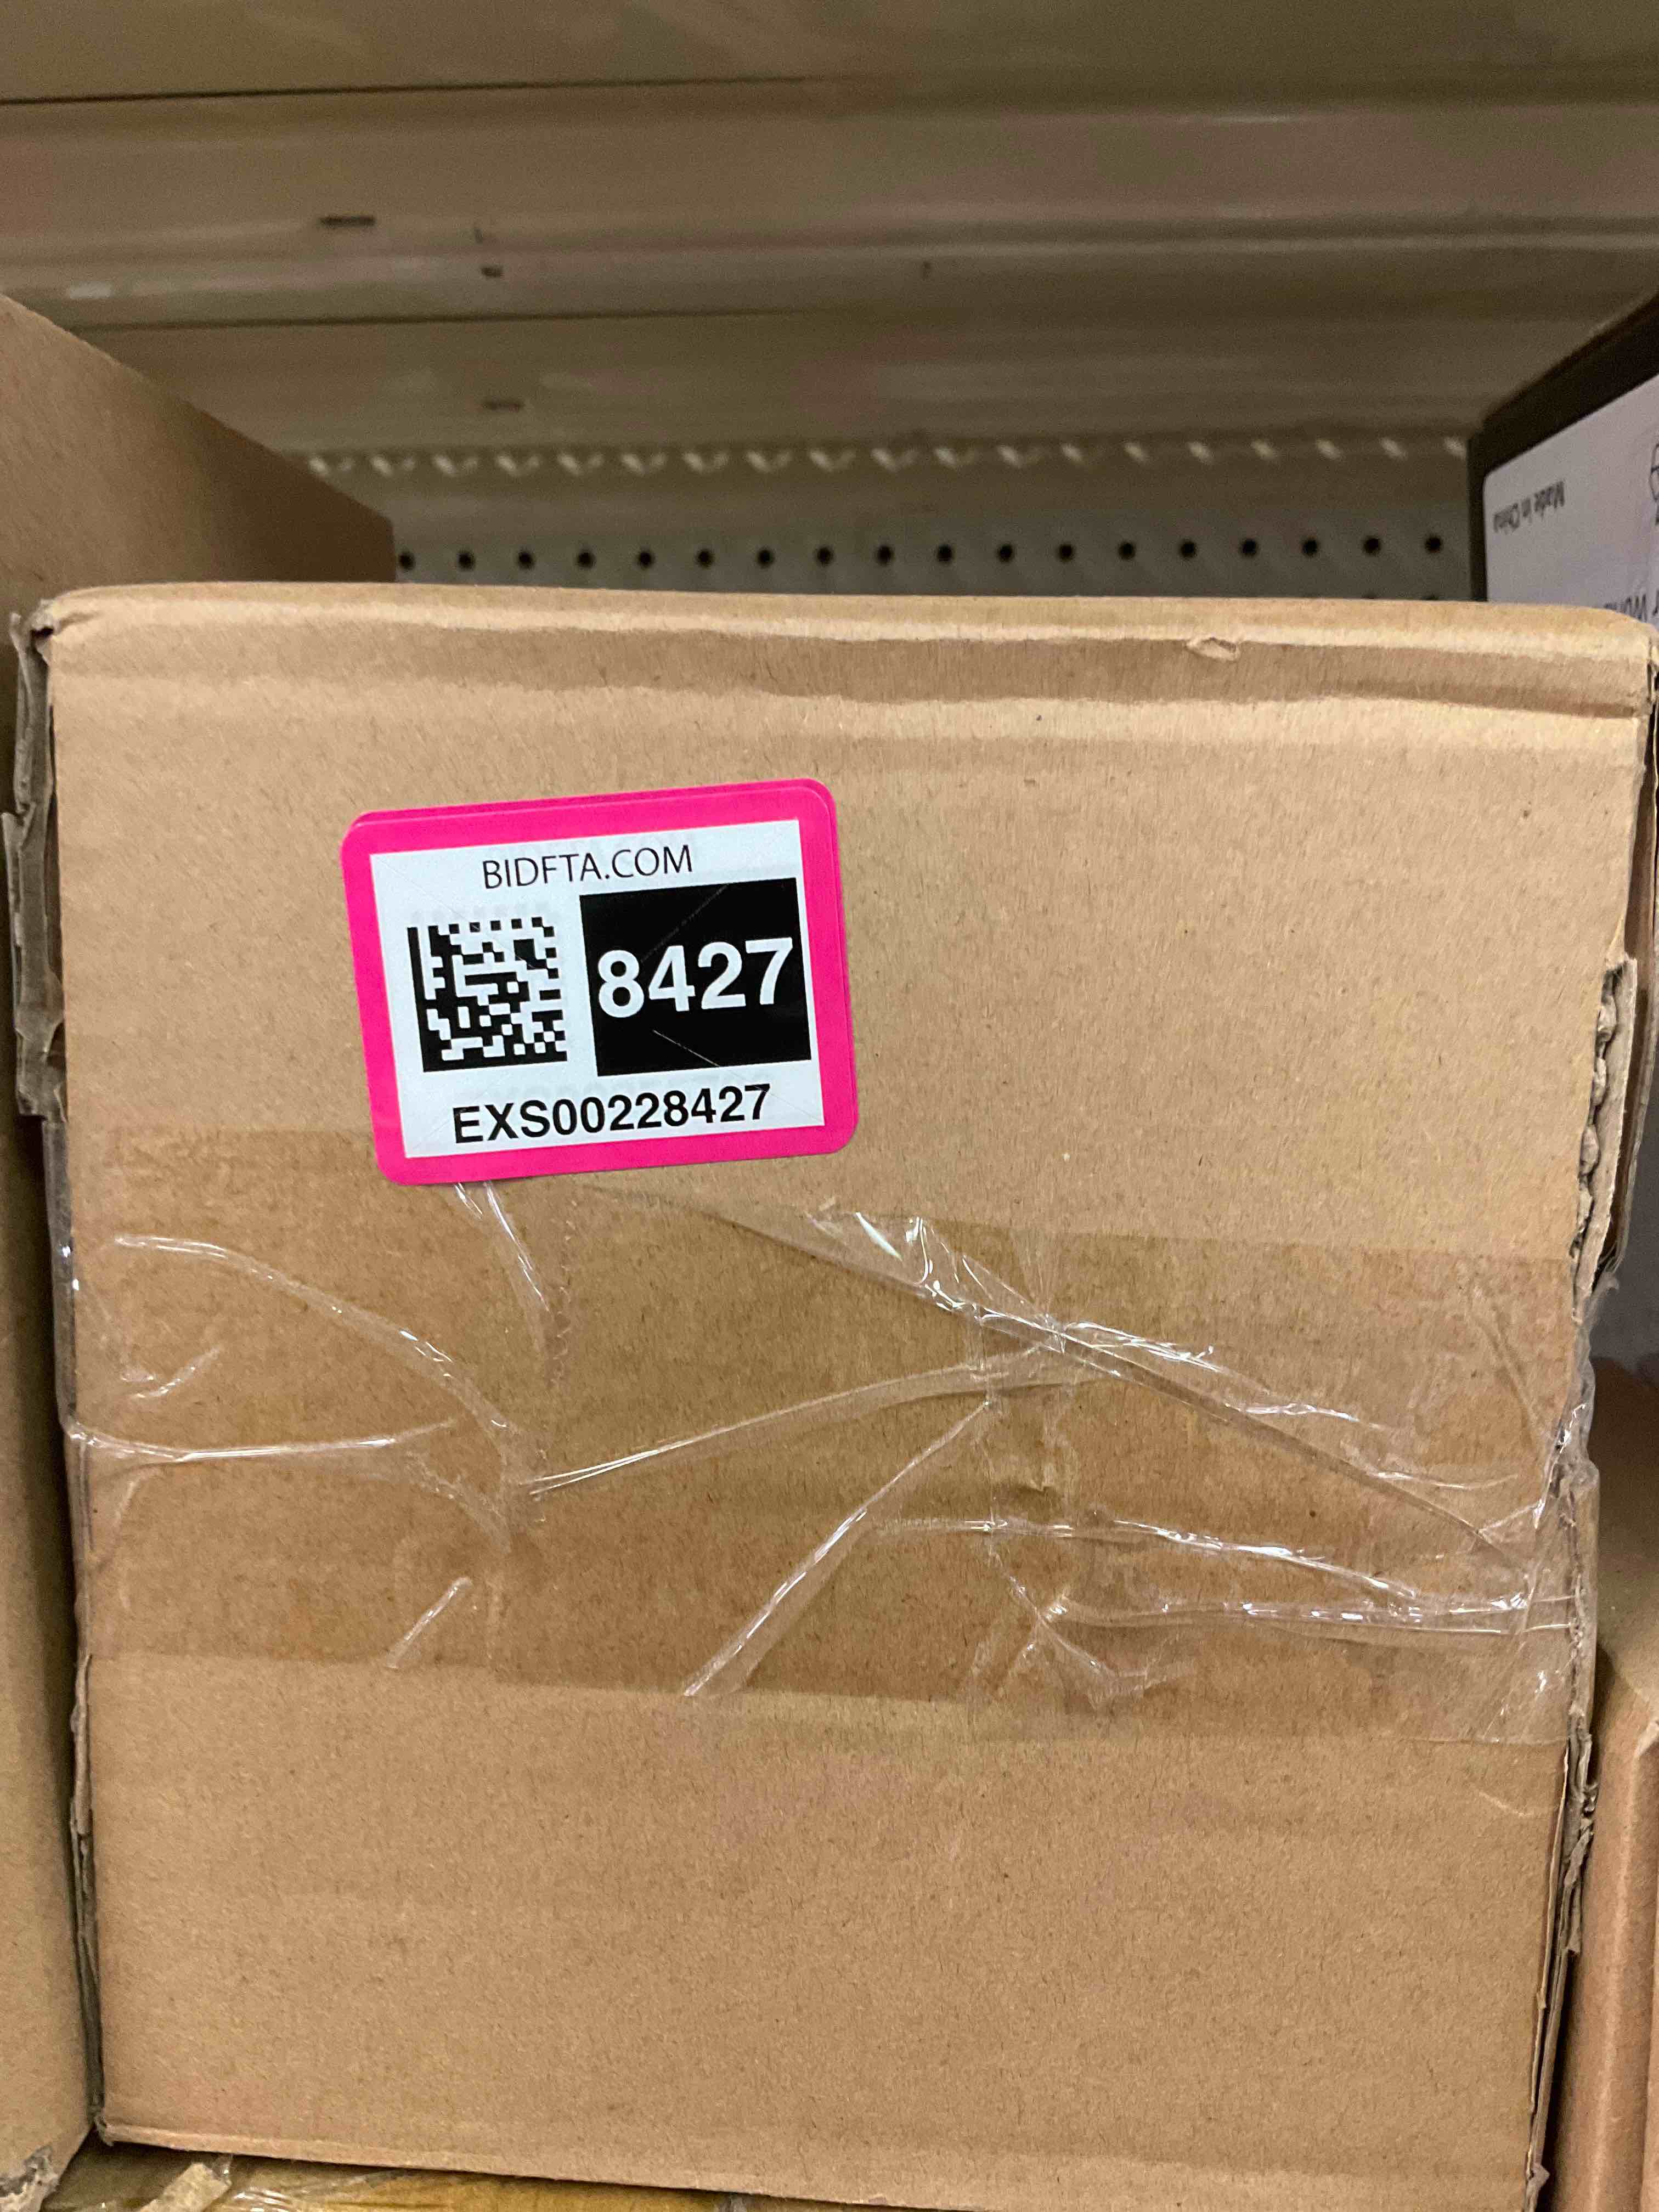 Made in China
BIDFTA.COM
8427
EXS00228427